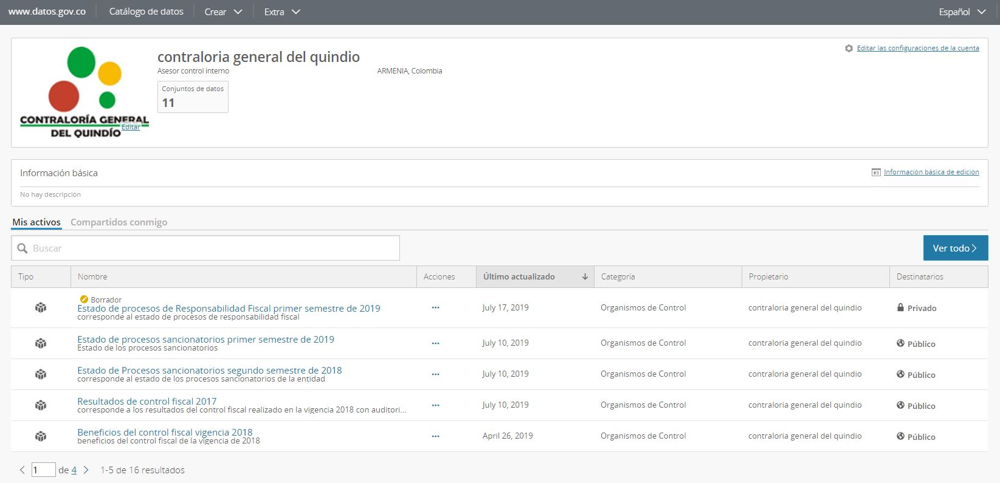 www.datos.gov.co Catálogo de datos Crear Extra Español
Editar las configuraciones de la cuenta
contraloria general del quindio
Asesor control interno ARMENIA, Colombia
Conjuntos de datos
11
CONTRALORÍA GENERAL
DEL QUINDÍO
Editar
Información básica Información básica de edición
No hay descripción
Mis activos Compartidos conmigo
Buscar Ver todo
Tipo Nombre Acciones Último actualizado Categoría Propietario Destinatarios
Borrador
Estado de procesos de Responsabilidad Fiscal primer semestre de 2019 ... July 17, 2019 Organismos de Control contraloria general del quindio Privado
corresponde al estado de procesos de responsabilidad fiscal
Estado de procesos sancionatorios primer semestre de 2019 ... July 10, 2019 Organismos de Control contraloria general del quindio Público
Estado de los procesos sancionatorios
Estado de Procesos sancionatorios segundo semestre de 2018 ... July 10, 2019 Organismos de Control contraloria general del quindio Público
corresponde al estado de los procesos sancionatorios de la entidad
Resultados de control fiscal 2017 ... July 10, 2019 Organismos de Control contraloria general del quindio Público
corresponde a los resultados del control fiscal realizado en la vigencia 2018 con auditori...
Beneficios del control fiscal vigencia 2018 ... April 26, 2019 Organismos de Control contraloria general del quindio Público
beneficios del control fiscal de la vigencia de 2018
1 de 4 1-5 de 16 resultados